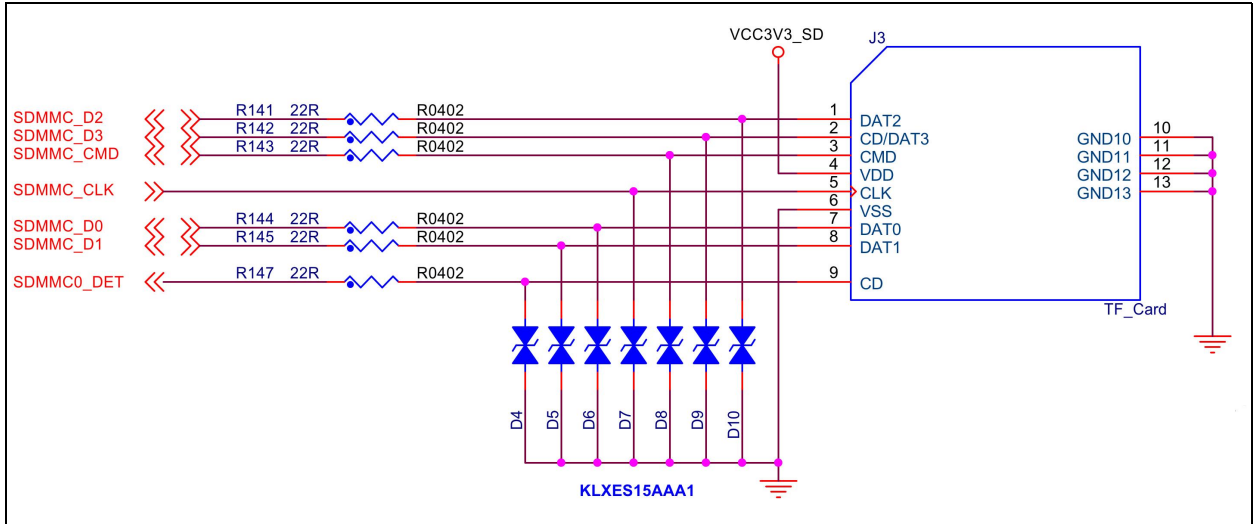 VCC3V3_SD
J3
SDMMC_D2 R141 22R R0402 1 DAT2
SDMMC_D3 R142 22R R0402 2 CD/DAT3 GND10 10
SDMMC_CMD R143 22R R0402 3 CMD GND11 11
4 VDD GND12 12
SDMMC_CLK 5 CLK GND13 13
6 VSS
SDMMC_D0 R144 22R R0402 7 DAT0
SDMMC_D1 R145 22R R0402 8 DAT1
SDMMC0_DET R147 22R R0402 9 CD
TF_Card
D4 D5 D6 D7 D8 D9 D10
KLXES15AAA1